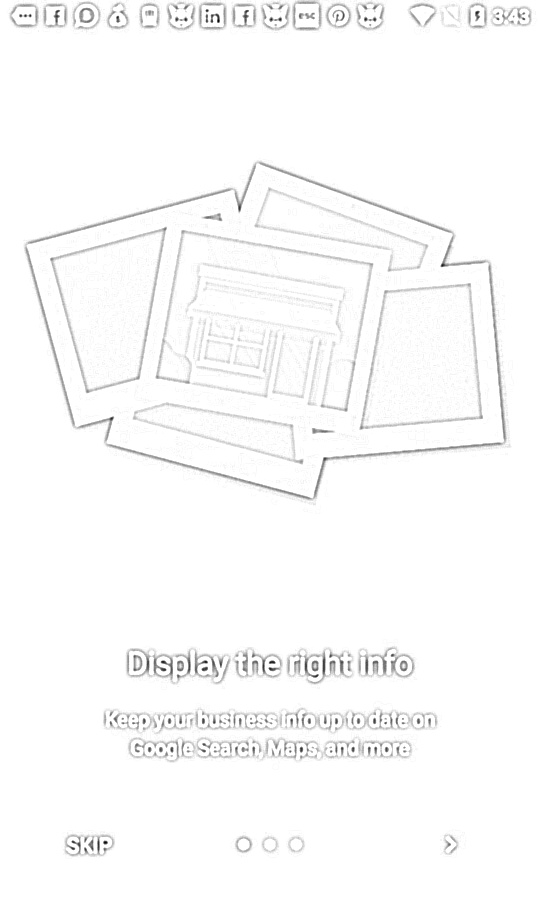 3:43
Display the right info
Keep your business info up to date on
Google Search, Maps, and more
SKIP